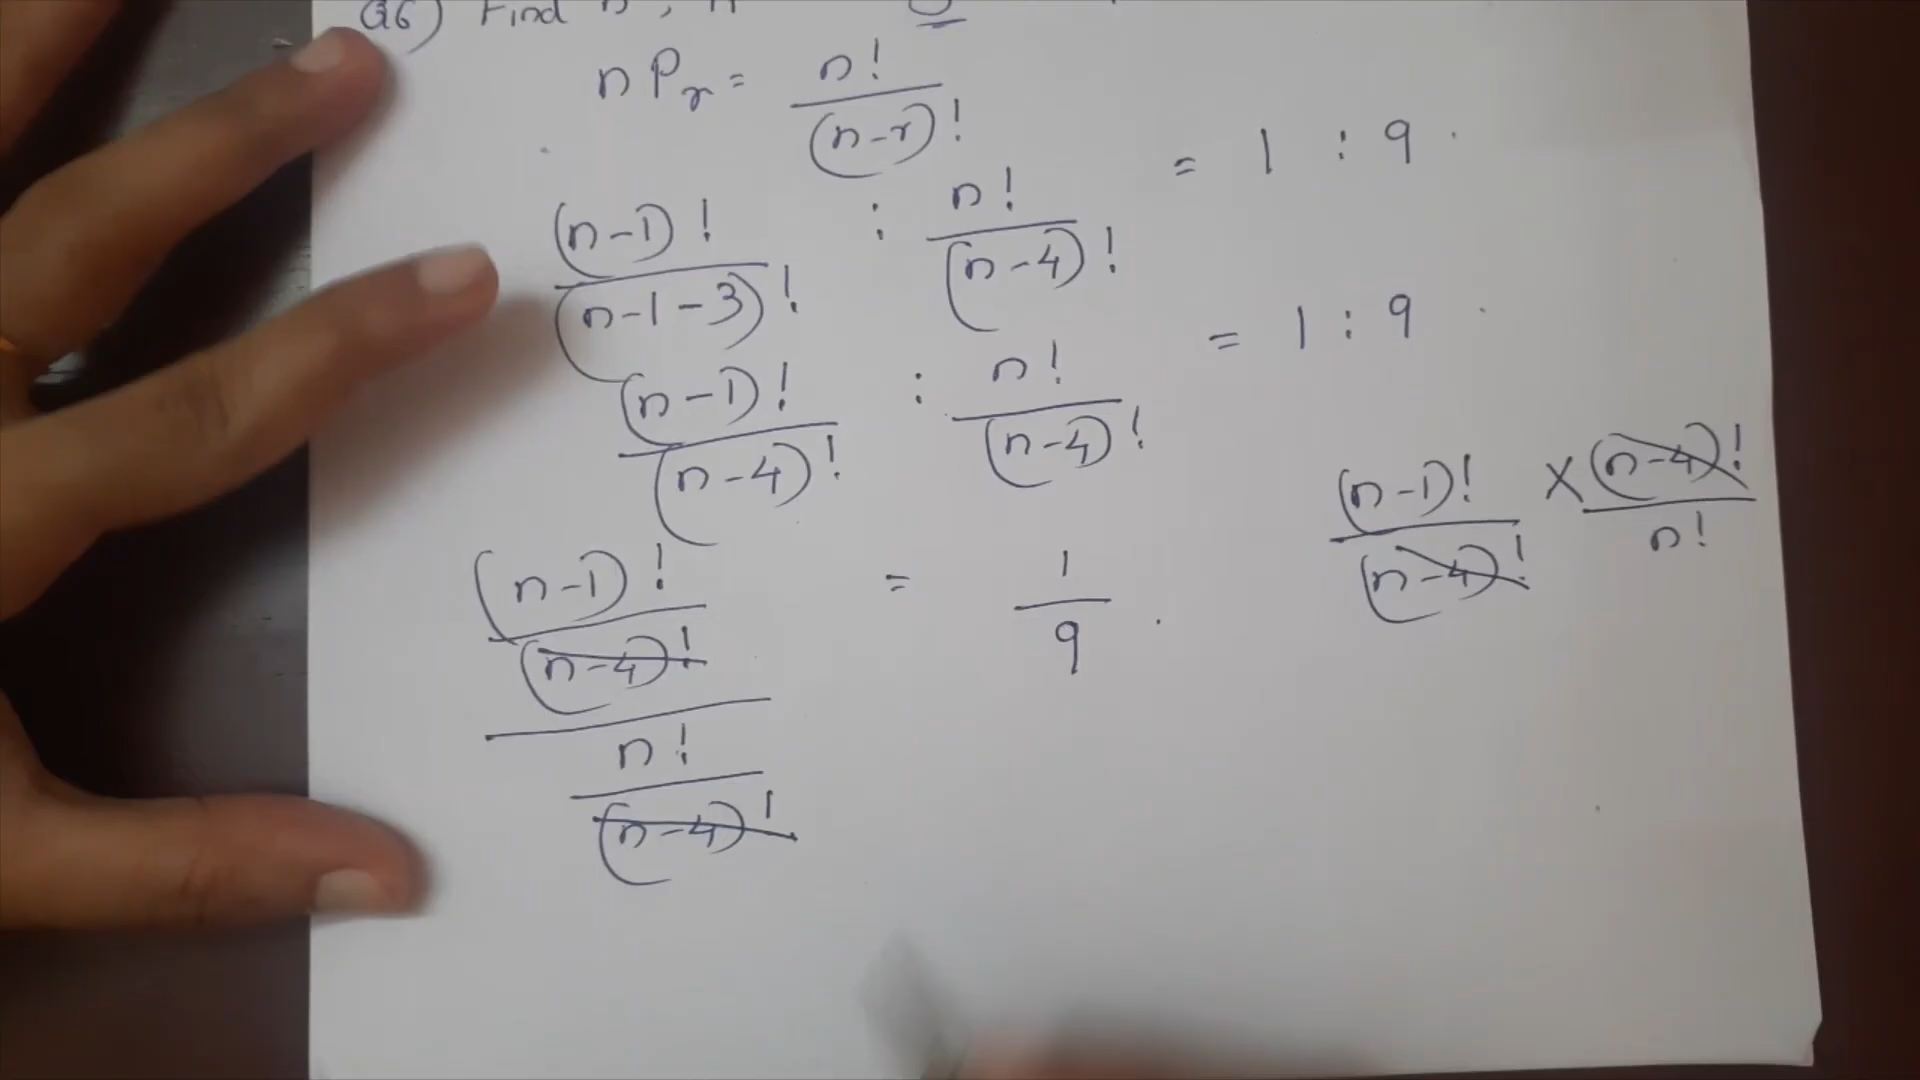 Q6) Find n,
nPr = n! / (n-r)!
(n-1)! / (n-1-3)! : n! / (n-4)! = 1 : 9.
(n-1)! / (n-4)! : n! / (n-4)! = 1 : 9
(n-1)! / (n-4)! / n! / (n-4)! = 1 / 9.
(n-1)! / (n-4)! × (n-4)! / n!